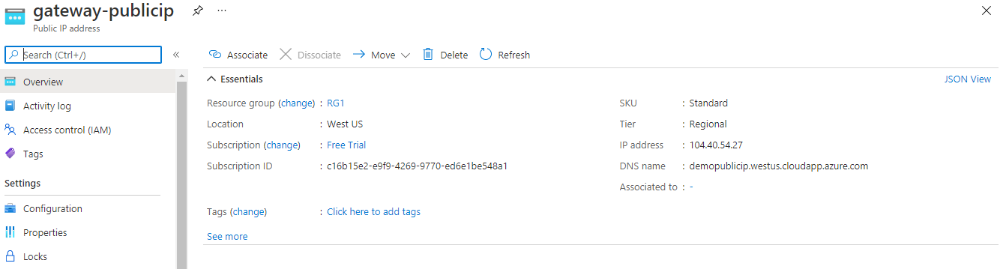 gateway-publicip
Public IP address
Search (Ctrl+/)
Overview
Activity log
Access control (IAM)
Tags
Settings
Configuration
Properties
Locks
Associate Dissociate Move Delete Refresh
Essentials JSON View
Resource group (change) : RG1
Location : West US
Subscription (change) : Free Trial
Subscription ID : c16b15e2-e9f9-4269-9770-ed6e1be548a1
SKU : Standard
Tier : Regional
IP address : 104.40.54.27
DNS name : demopublicip.westus.cloudapp.azure.com
Associated to : -
Tags (change) : Click here to add tags
See more